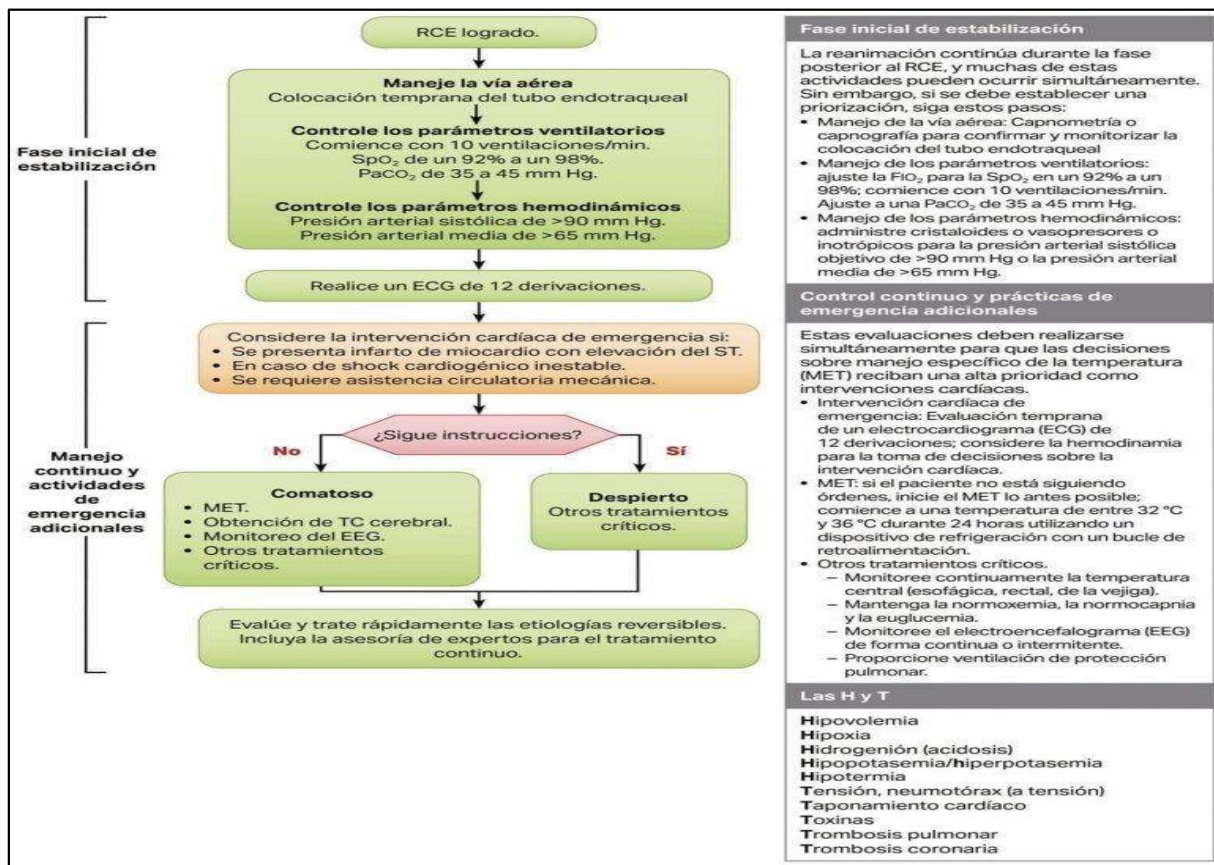 RCE logrado.
Maneje la vía aérea
Colocación temprana del tubo endotraqueal
Controle los parámetros ventilatorios
Comience con 10 ventilaciones/min.
SpO₂ de un 92% a un 98%.
PaCO₂ de 35 a 45 mm Hg.
Controle los parámetros hemodinámicos
Presión arterial sistólica de >90 mm Hg.
Presión arterial media de >65 mm Hg.
Realice un ECG de 12 derivaciones.
Fase inicial de
estabilización
Considere la intervención cardíaca de emergencia si:
• Se presenta infarto de miocardio con elevación del ST.
• En caso de shock cardiogénico inestable.
• Se requiere asistencia circulatoria mecánica.
¿Sigue instrucciones?
No
Sí
Comatoso
• MET.
• Obtención de TC cerebral.
• Monitoreo del EEG.
• Otros tratamientos
críticos.
Despierto
Otros tratamientos
críticos.
Evalúe y trate rápidamente las etiologías reversibles.
Incluya la asesoría de expertos para el tratamiento
continuo.
Manejo
continuo y
actividades
de
emergencia
adicionales
Fase inicial de estabilización
La reanimación continúa durante la fase
posterior al RCE, y muchas de estas
actividades pueden ocurrir simultáneamente.
Sin embargo, si se debe establecer una
priorización, siga estos pasos:
• Manejo de la vía aérea: Capnometría o
capnografía para confirmar y monitorizar la
colocación del tubo endotraqueal
• Manejo de los parámetros ventilatorios:
ajuste la FIO₂ para la SpO₂ en un 92% a un
98%; comience con 10 ventilaciones/min.
Ajuste a una PaCO₂ de 35 a 45 mm Hg.
• Manejo de los parámetros hemodinámicos:
administre cristaloides o vasopresores o
inotrópicos para la presión arterial sistólica
objetivo de >90 mm Hg o la presión arterial
media de >65 mm Hg.
Control continuo y prácticas de
emergencia adicionales
Estas evaluaciones deben realizarse
simultáneamente para que las decisiones
sobre manejo específico de la temperatura
(MET) reciban una alta prioridad como
intervenciones cardíacas.
• Intervención cardíaca de
emergencia: Evaluación temprana
de un electrocardiograma (ECG) de
12 derivaciones; considere la hemodinamia
para la toma de decisiones sobre la
intervención cardíaca.
• MET: si el paciente no está siguiendo
órdenes, inicie el MET lo antes posible;
comience a una temperatura de entre 32 °C
y 36 °C durante 24 horas utilizando un
dispositivo de refrigeración con un bucle de
retroalimentación.
• Otros tratamientos críticos.
– Monitoree continuamente la temperatura
central (esofágica, rectal, de la vejiga).
– Mantenga la normoxemia, la normocapnia
y la euglucemia.
– Monitoree el electroencefalograma (EEG)
de forma continua o intermitente.
– Proporcione ventilación de protección
pulmonar.
Las H y T
Hipovolemia
Hipoxia
Hidrogenión (acidosis)
Hipopotasemia/hiperpotasemia
Hipotermia
Tensión, neumotórax (a tensión)
Taponamiento cardíaco
Toxinas
Trombosis pulmonar
Trombosis coronaria